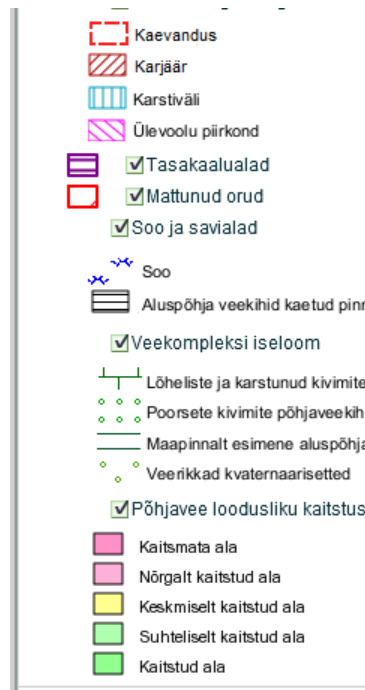 Kaevandus
Karjäär
Karstiväli
Ülevoolu piirkond
Tasakaalualad
Mattunud orud
Soo ja savialad
Soo
Aluspõhja veekihid kaetud
Veekompleksi iseloom
Lõheliste ja karstunud kivimite
Poorsete kivimite põhjaveekih
Maapinnalt esimene aluspõhja
Veerikkad kvaternaarisetted
Põhjavee loodusliku kaitstus
Kaitsmata ala
Nõrgalt kaitstud ala
Keskmiselt kaitstud ala
Suhteliselt kaitstud ala
Kaitstud ala